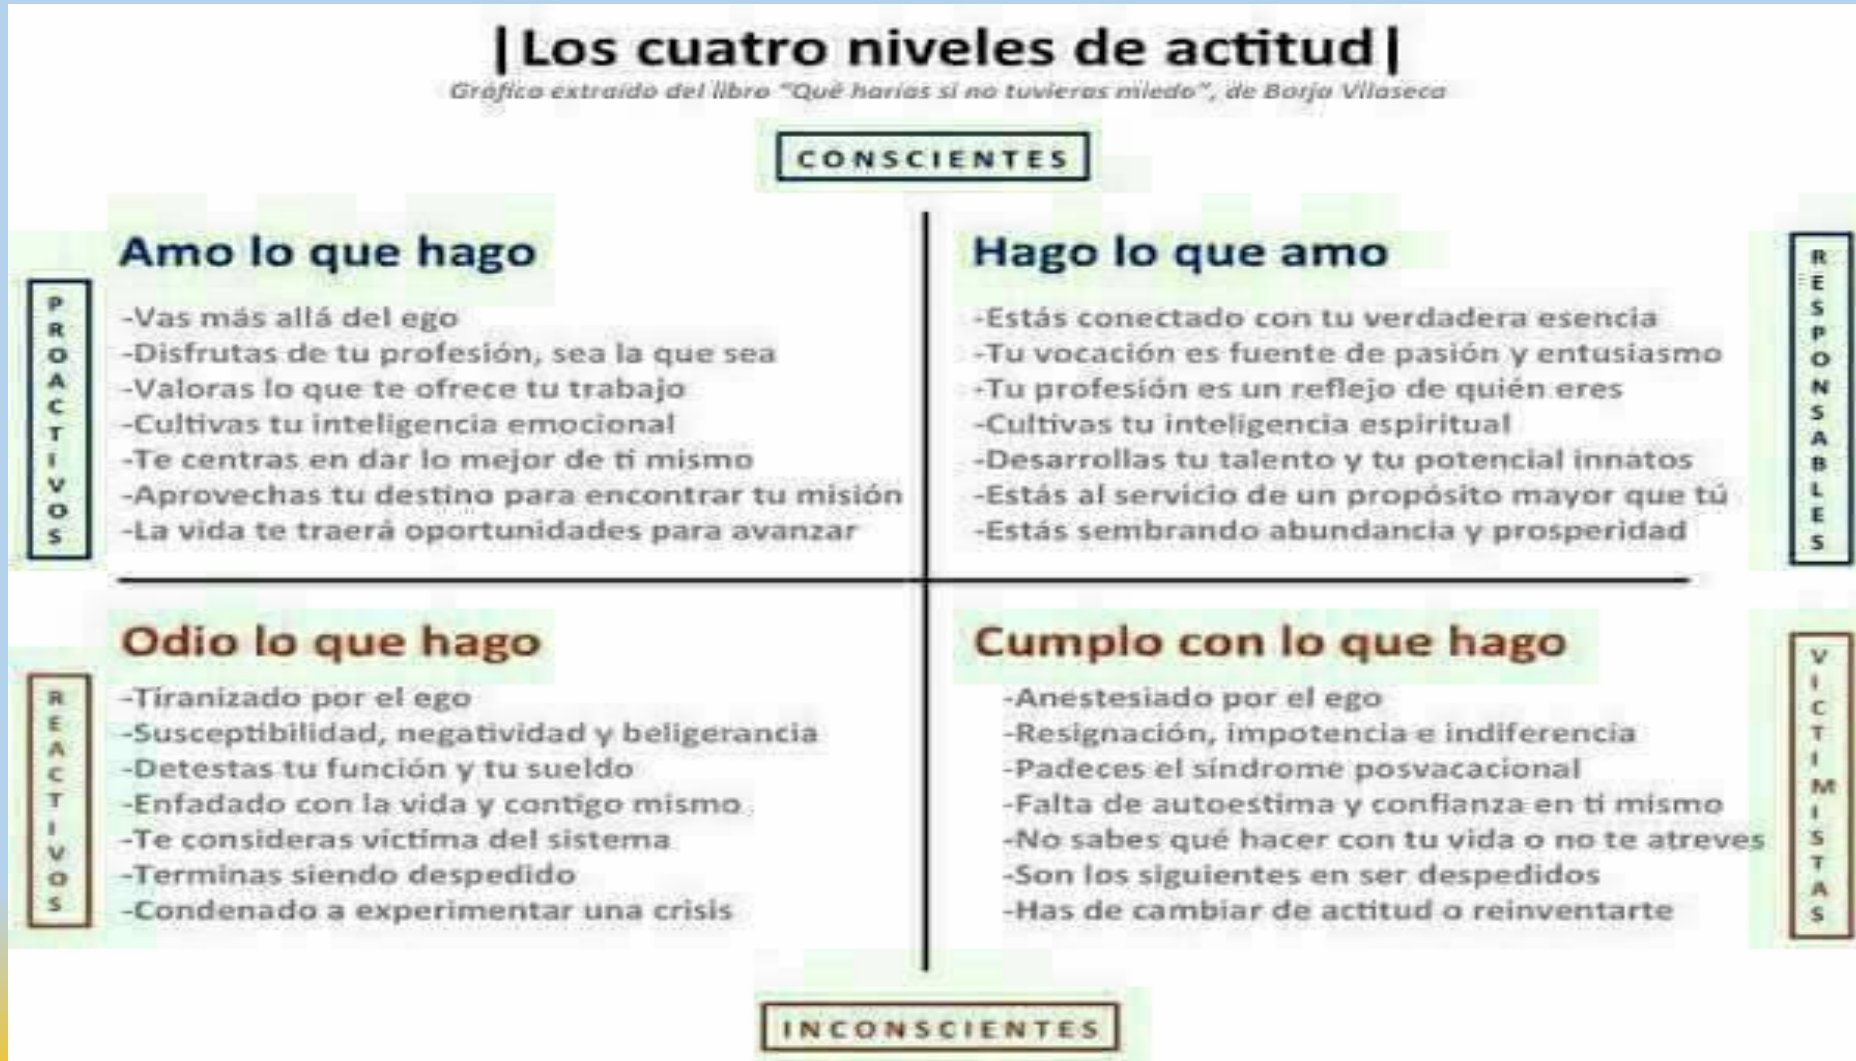 |Los cuatro niveles de actitud|
Gráfico extraído del libro "Qué harías si no tuvieras miedo", de Borja Vilaseca
CONSCIENTES
PROACTIVOS
Amo lo que hago
-Vas más allá del ego
-Disfrutas de tu profesión, sea la que sea
-Valoras lo que te ofrece tu trabajo
-Cultivas tu inteligencia emocional
-Te centras en dar lo mejor de ti mismo
-Aprovechas tu destino para encontrar tu misión
-La vida te traerá oportunidades para avanzar
Hago lo que amo
-Estás conectado con tu verdadera esencia
-Tu vocación es fuente de pasión y entusiasmo
-Tu profesión es un reflejo de quién eres
-Cultivas tu inteligencia espiritual
-Desarrollas tu talento y tu potencial innatos
-Estás al servicio de un propósito mayor que tú
-Estás sembrando abundancia y prosperidad
RESPONSABLES
REACTIVOS
Odio lo que hago
-Tiranizado por el ego
-Susceptibilidad, negatividad y beligerancia
-Detestas tu función y tu sueldo
-Enfadado con la vida y contigo mismo
-Te consideras víctima del sistema
-Terminas siendo despedido
-Condenado a experimentar una crisis
Cumplo con lo que hago
-Anestesiado por el ego
-Resignación, impotencia e indiferencia
-Padeces el síndrome posvacacional
-Falta de autoestima y confianza en ti mismo
-No sabes qué hacer con tu vida o no te atreves
-Son los siguientes en ser despedidos
-Has de cambiar de actitud o reinventarte
VICTIMISTAS
INCONSCIENTES